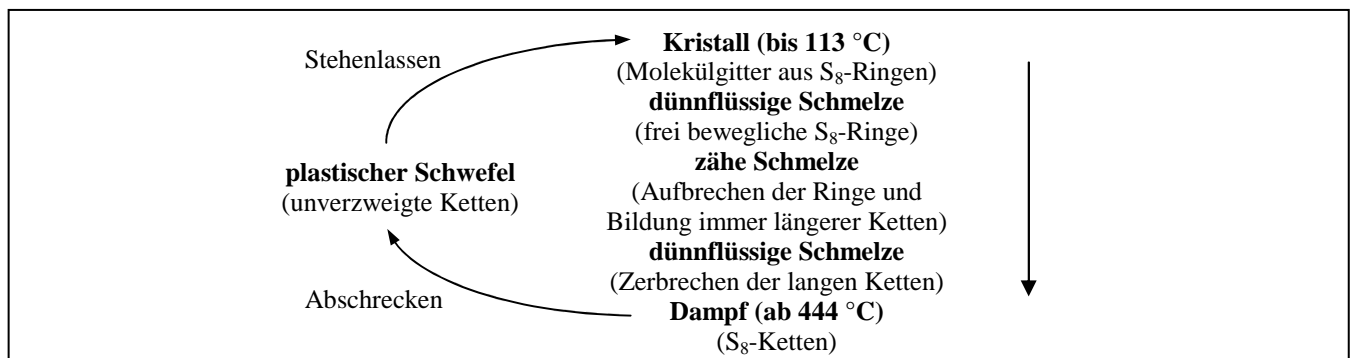 Stehenlassen
Kristall (bis 113 °C)
(Molekülgitter aus S₈-Ringen)
dünnflüssige Schmelze
(frei bewegliche S₈-Ringe)
zähe Schmelze
(Aufbrechen der Ringe und
Bildung immer längerer Ketten)
dünnflüssige Schmelze
(Zerbrechen der langen Ketten)
Dampf (ab 444 °C)
(S₈-Ketten)
plastischer Schwefel
(unverzweigte Ketten)
Abschrecken